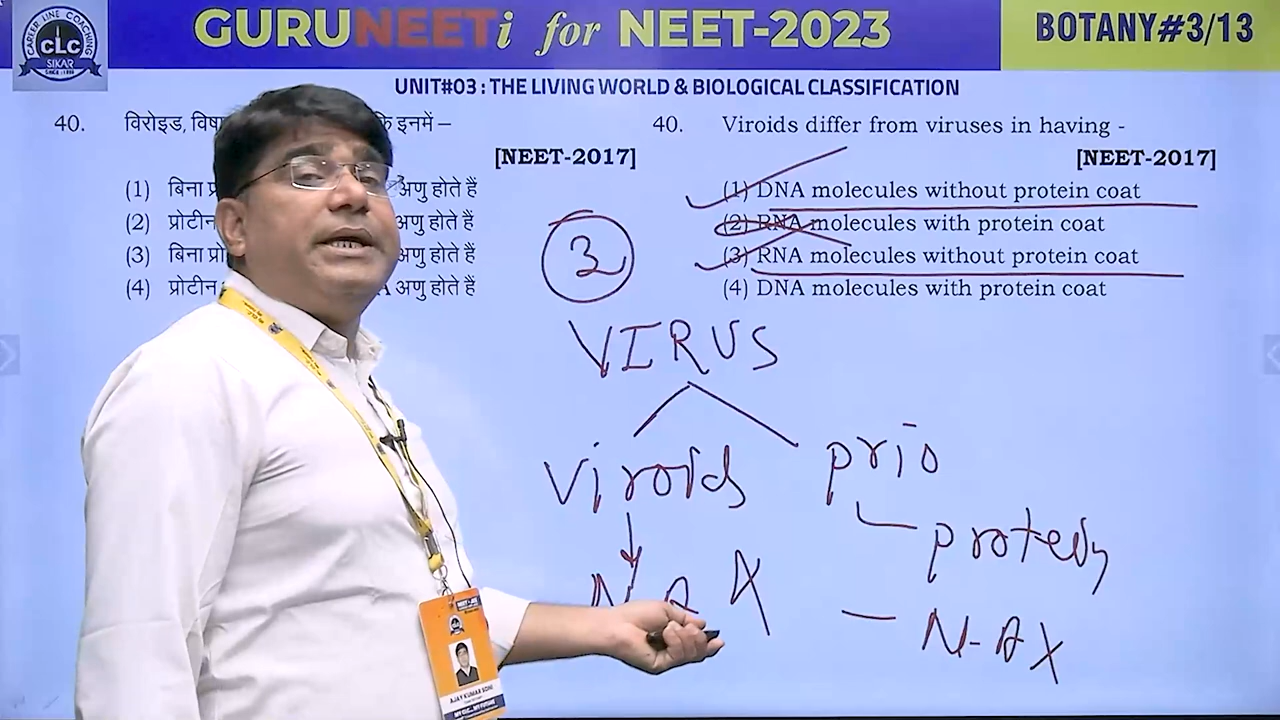 CAREER LINE COACHING
CLC
SIKAR
SINCE : 1996
GURUNEETi for NEET-2023
BOTANY#3/13
UNIT#03 : THE LIVING WORLD & BIOLOGICAL CLASSIFICATION
40. विरोइड, इनमें –
[NEET-2017]
(1) बिना अणु होते हैं
(2) प्रोटीन अणु होते हैं
(3) बिना अणु होते हैं
(4) प्रोटीन अणु होते हैं
40. Viroids differ from viruses in having -
[NEET-2017]
(1) DNA molecules without protein coat
(2) RNA molecules with protein coat
(3) RNA molecules without protein coat
(4) DNA molecules with protein coat
3
VIRUS
Viroids prio
protein
N-A X
AJAY KUMAR SONI